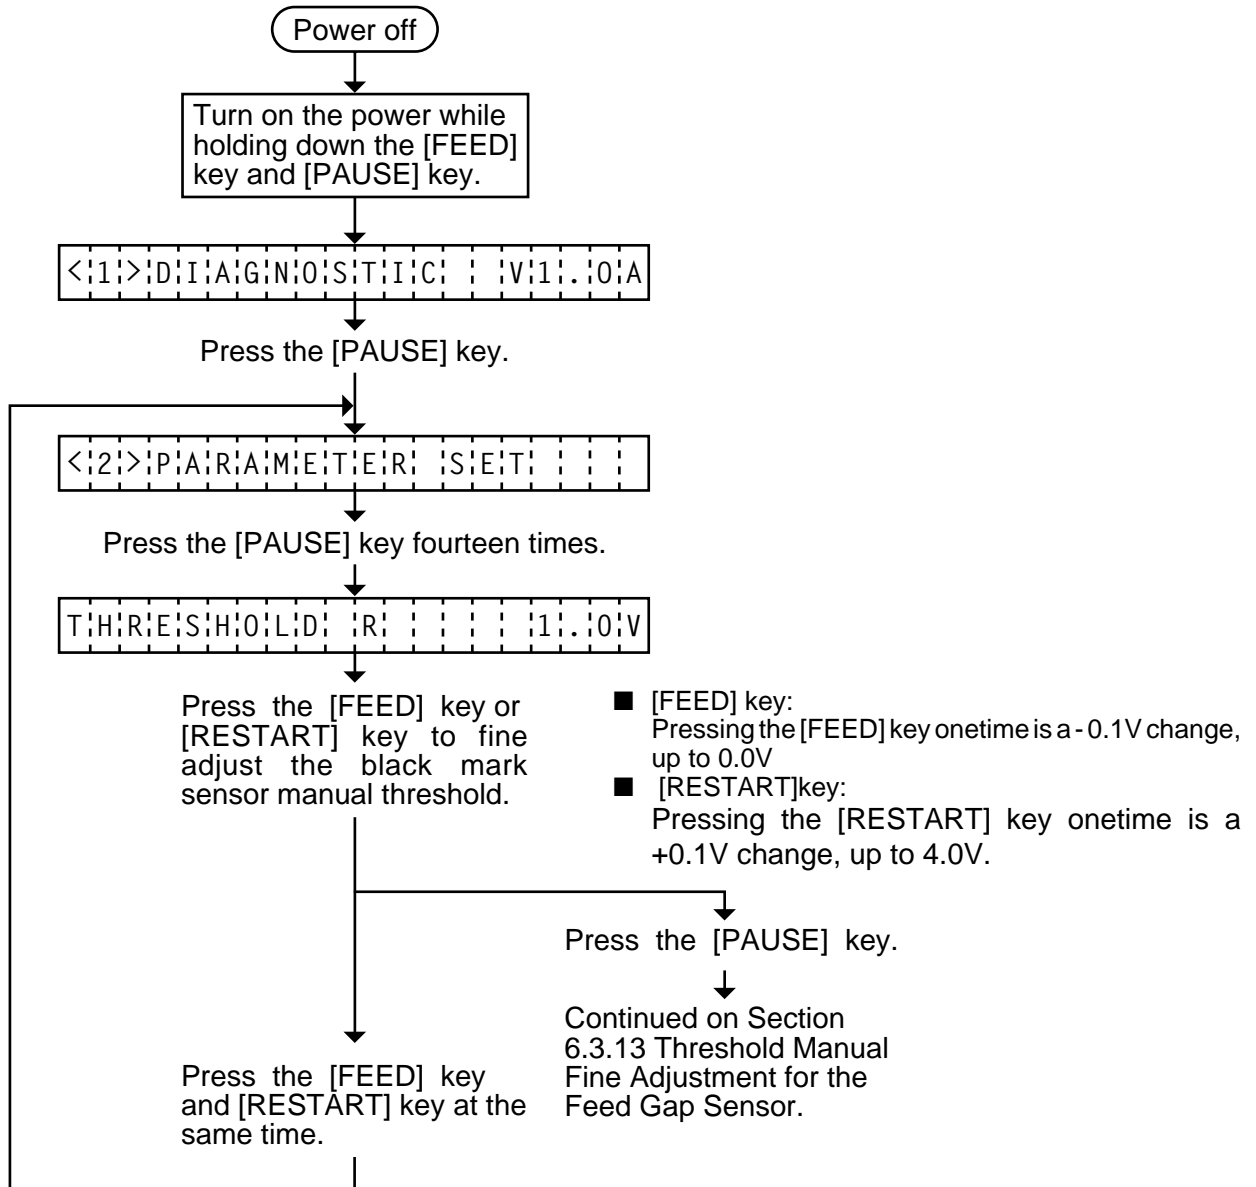 Power off
Turn on the power while
holding down the [FEED]
key and [PAUSE] key.
<1>DIAGNOSTIC  V1.0A
Press the [PAUSE] key.
<2>PARAMETER SET
Press the [PAUSE] key fourteen times.
THRESHOLD R     1.0V
Press the [FEED] key or
[RESTART] key to fine
adjust the black mark
sensor manual threshold.
■ [FEED] key:
Pressing the [FEED] key onetime is a - 0.1V change,
up to 0.0V
■ [RESTART]key:
Pressing the [RESTART] key onetime is a
+0.1V change, up to 4.0V.
Press the [PAUSE] key.
Continued on Section
6.3.13 Threshold Manual
Fine Adjustment for the
Feed Gap Sensor.
Press the [FEED] key
and [RESTART] key at the
same time.